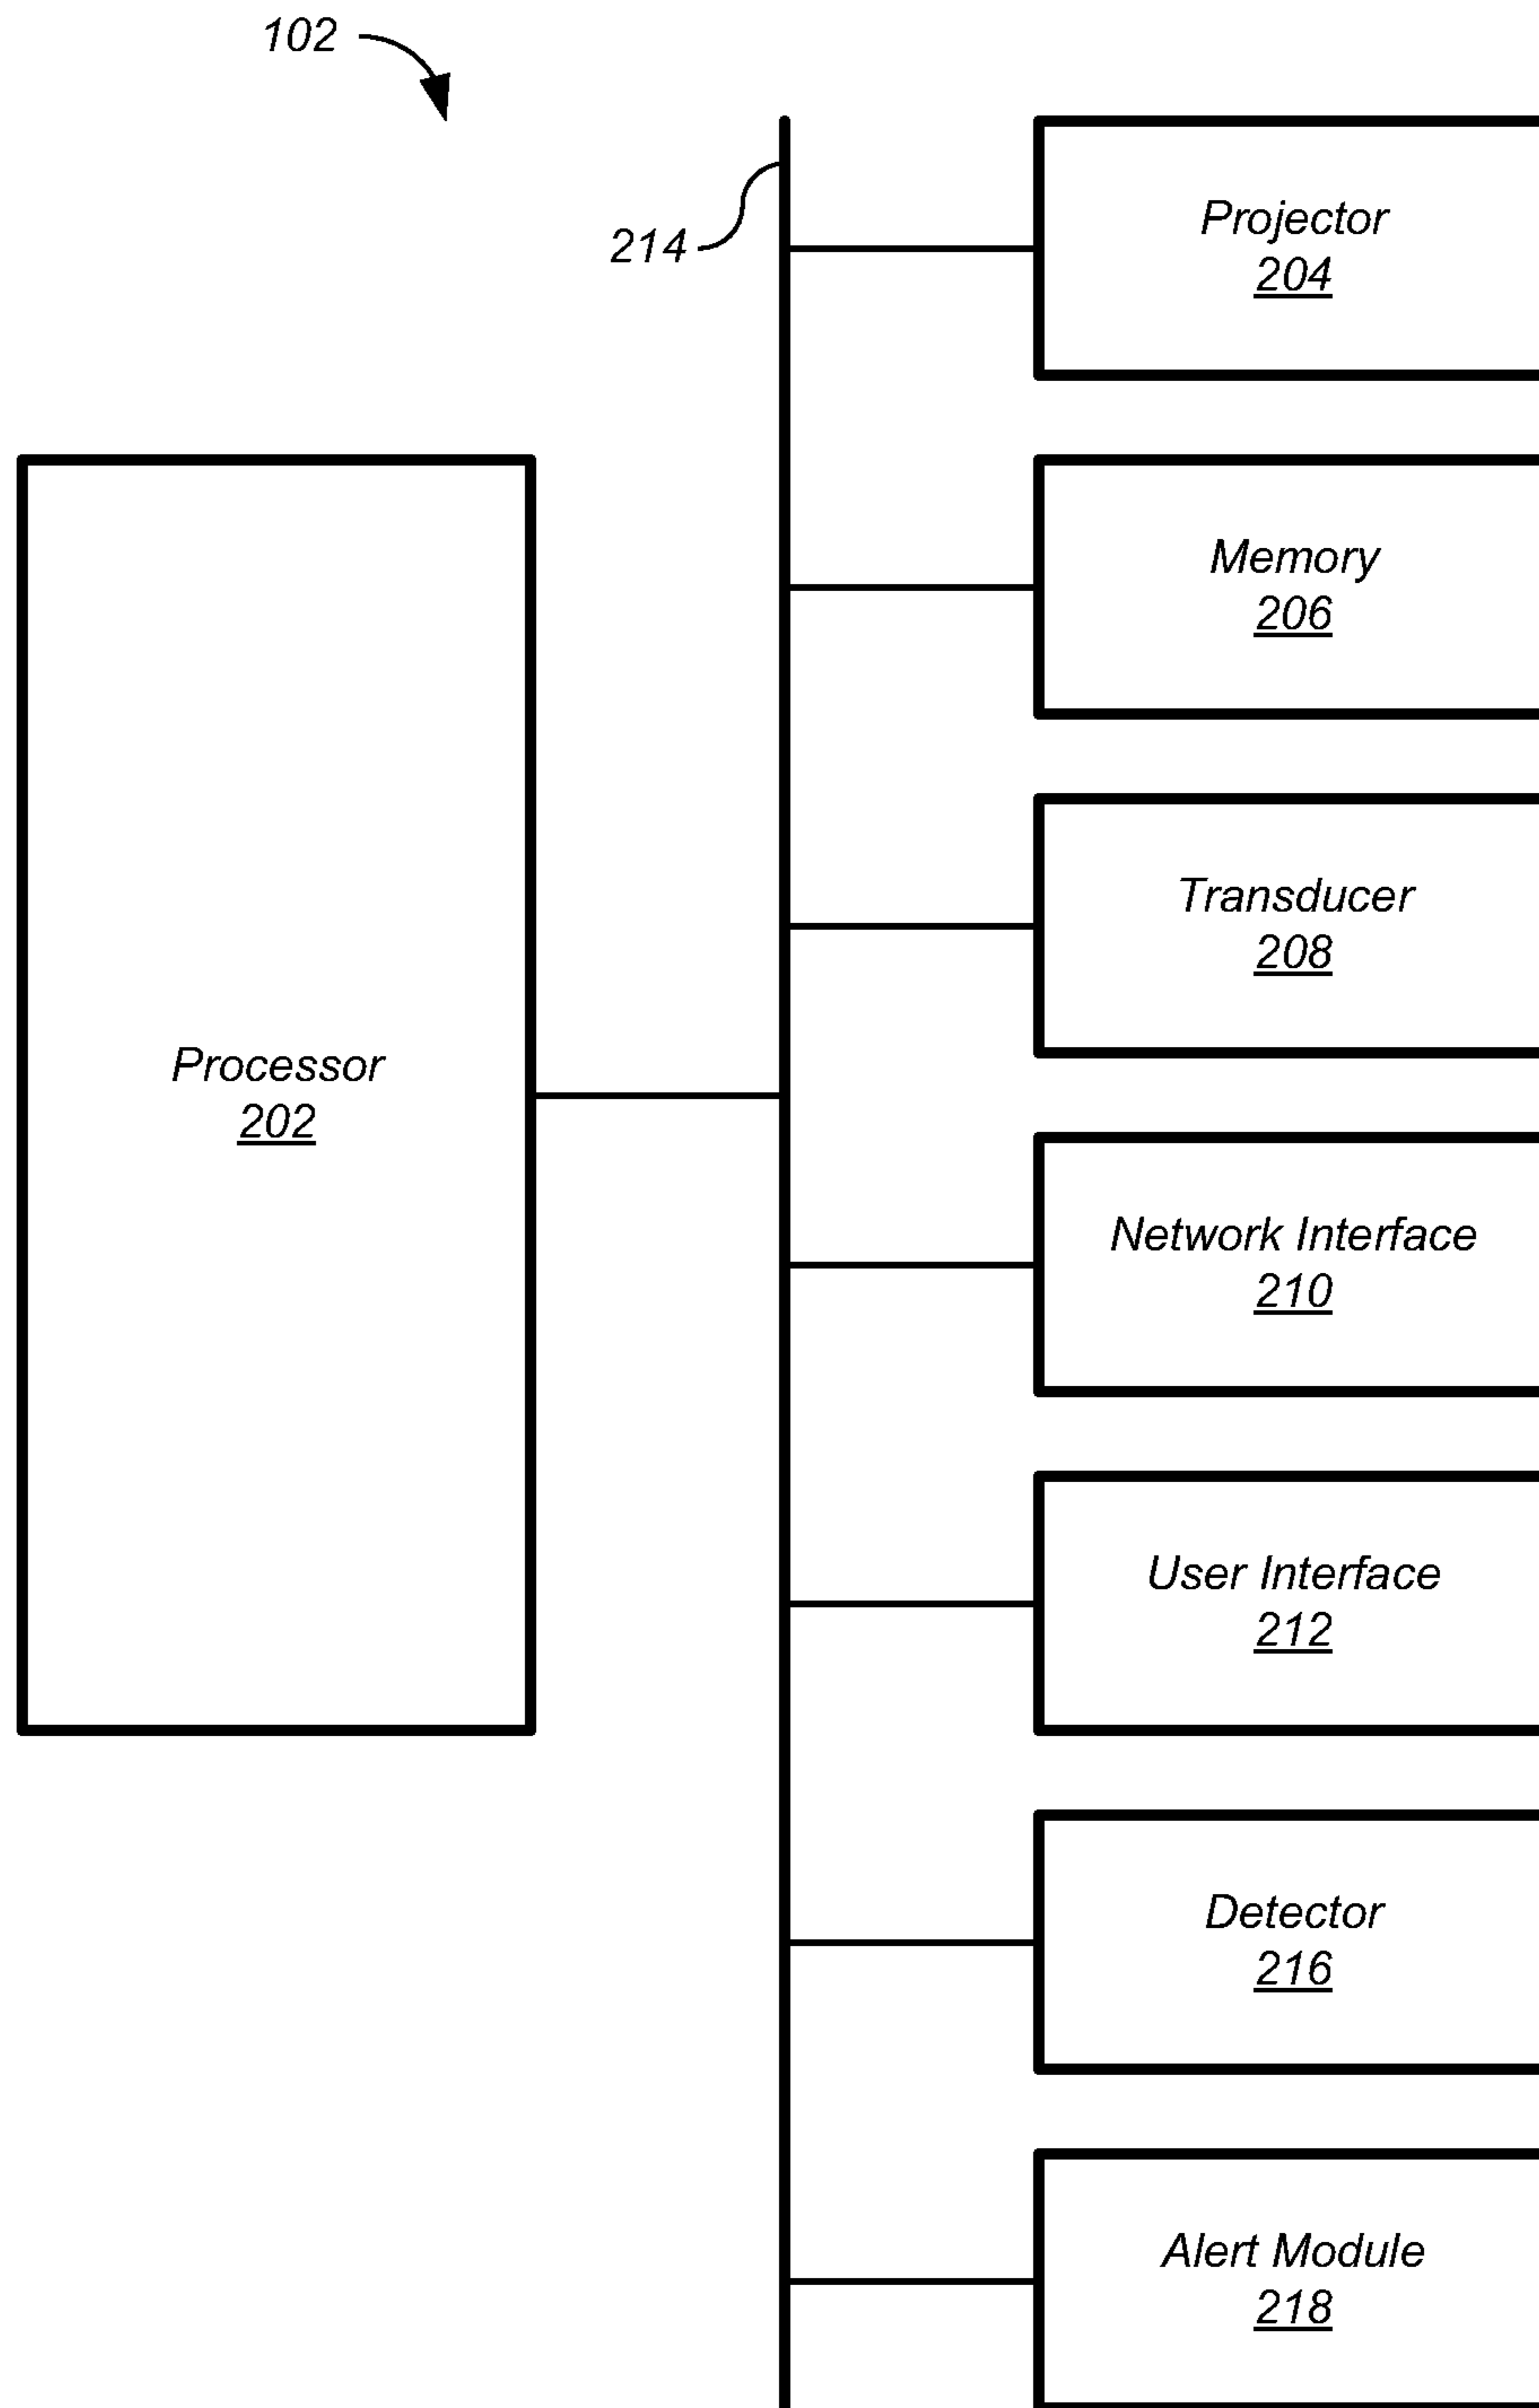 102
214
Projector
204
Memory
206
Transducer
208
Processor
202
Network Interface
210
User Interface
212
Detector
216
Alert Module
218